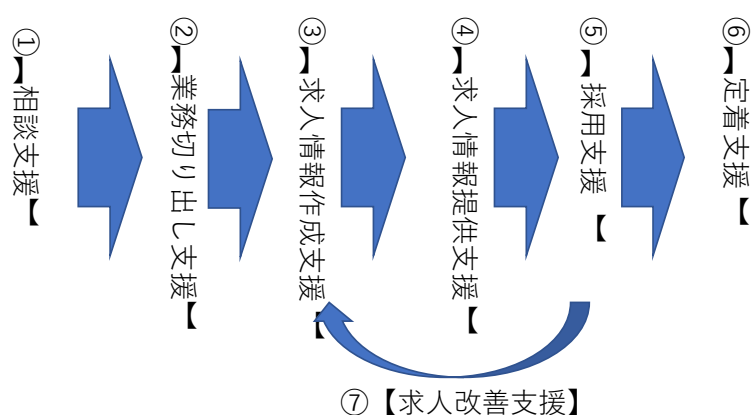 ①【相談支援】
②【業務切り出し支援】
③【求人情報作成支援】
④【求人情報提供支援】
⑤【採用支援 】
⑥【定着支援 】
⑦【求人改善支援】